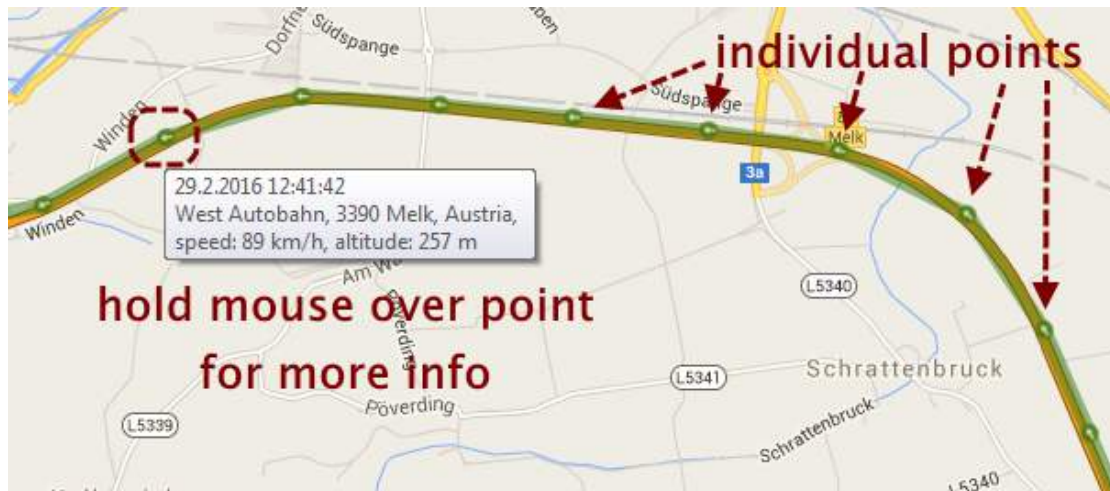 Dorfner
Südspange
individual points
Südspange
Winden
Melk
3a
29.2.2016 12:41:42
West Autobahn, 3390 Melk, Austria,
speed: 89 km/h, altitude: 257 m
Winden
Am
L5340
hold mouse over point
Pöverding
for more info
L5341
Schrattenbruck
Pöverding
L5339
Schrattenbruck
L5340